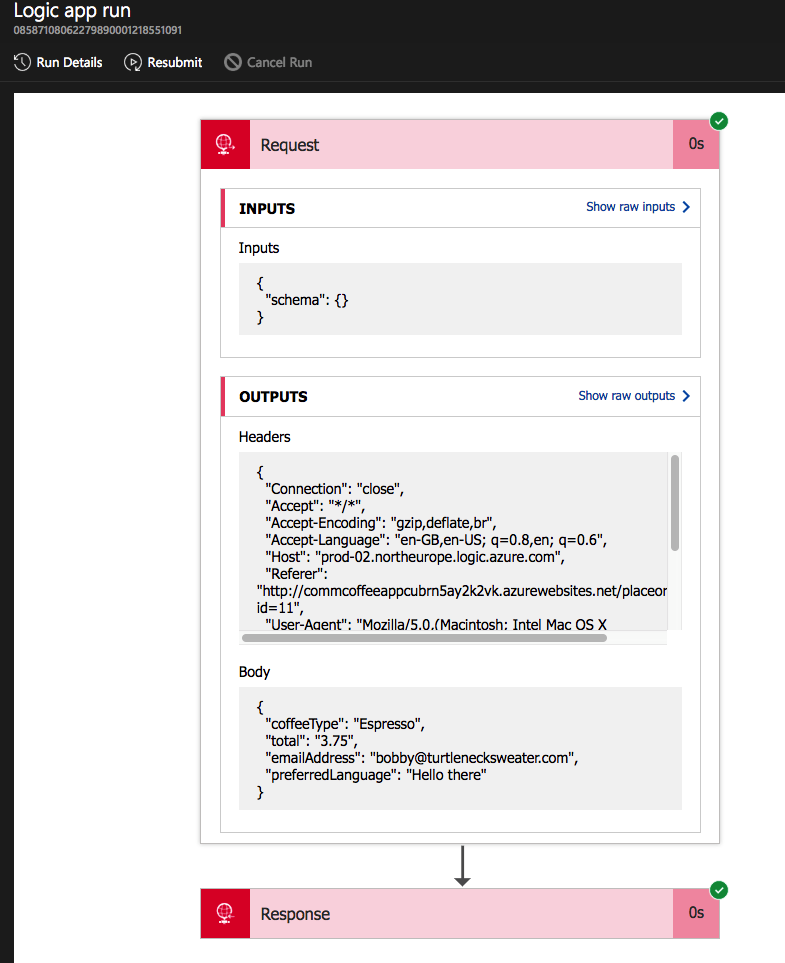 Logic app run
08587108062279890001218551091
Run Details
Resubmit
Cancel Run
Request
0s
INPUTS
Show raw inputs
Inputs
{
"schema": {}
}
OUTPUTS
Show raw outputs
Headers
{
"Connection": "close",
"Accept": "*/*",
"Accept-Encoding": "gzip,deflate,br",
"Accept-Language": "en-GB,en-US; q=0.8,en; q=0.6",
"Host": "prod-02.northeurope.logic.azure.com",
"Referer":
"http://commcoffeeappcubrn5ay2k2vk.azurewebsites.net/placeor
id=11",
"User-Agent": "Mozilla/5.0,(Macintosh; Intel Mac OS X
Body
{
"coffeeType": "Espresso",
"total": "3.75",
"emailAddress": "bobby@turtlenecksweater.com",
"preferredLanguage": "Hello there"
}
Response
0s